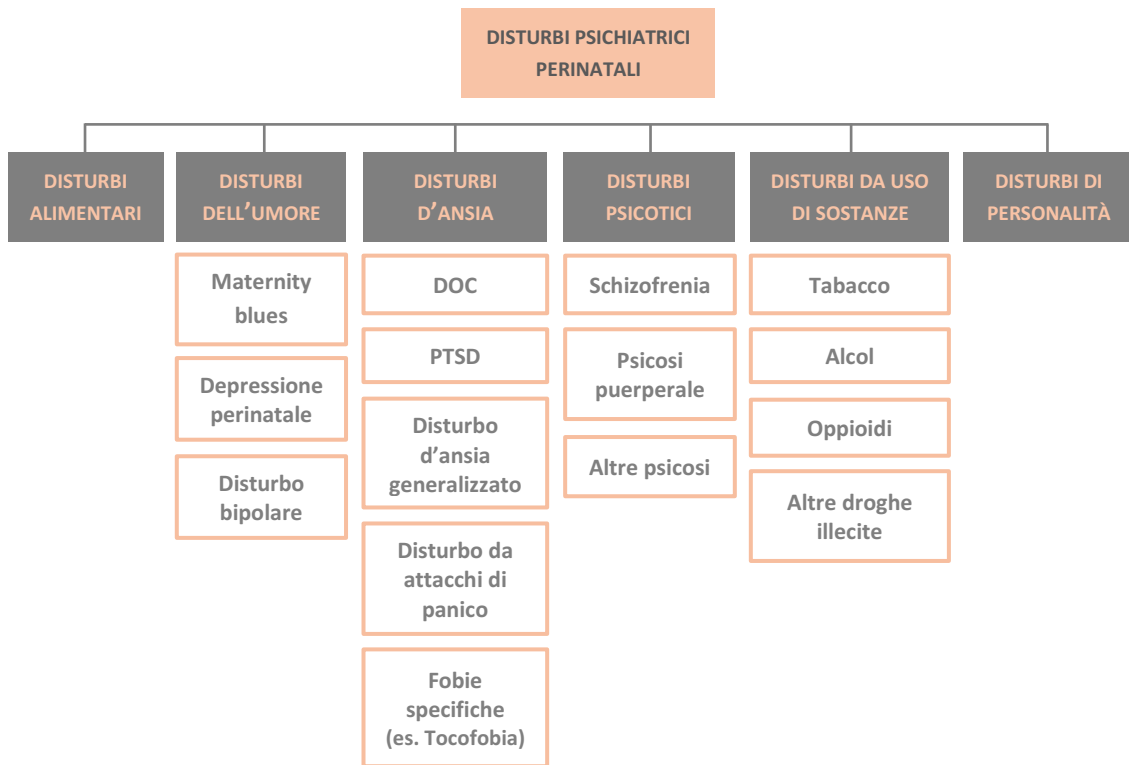 DISTURBI PSICHIATRICI
PERINATALI
DISTURBI
ALIMENTARI
DISTURBI
DELL'UMORE
DISTURBI
D'ANSIA
DISTURBI
PSICOTICI
DISTURBI DA USO
DI SOSTANZE
DISTURBI DI
PERSONALITÀ
Maternity
blues
Depressione
perinatale
Disturbo
bipolare
DOC
PTSD
Disturbo
d'ansia
generalizzato
Disturbo da
attacchi di
panico
Fobie
specifiche
(es. Tocofobia)
Schizofrenia
Psicosi
puerperale
Altre psicosi
Tabacco
Alcol
Oppioidi
Altre droghe
illecite